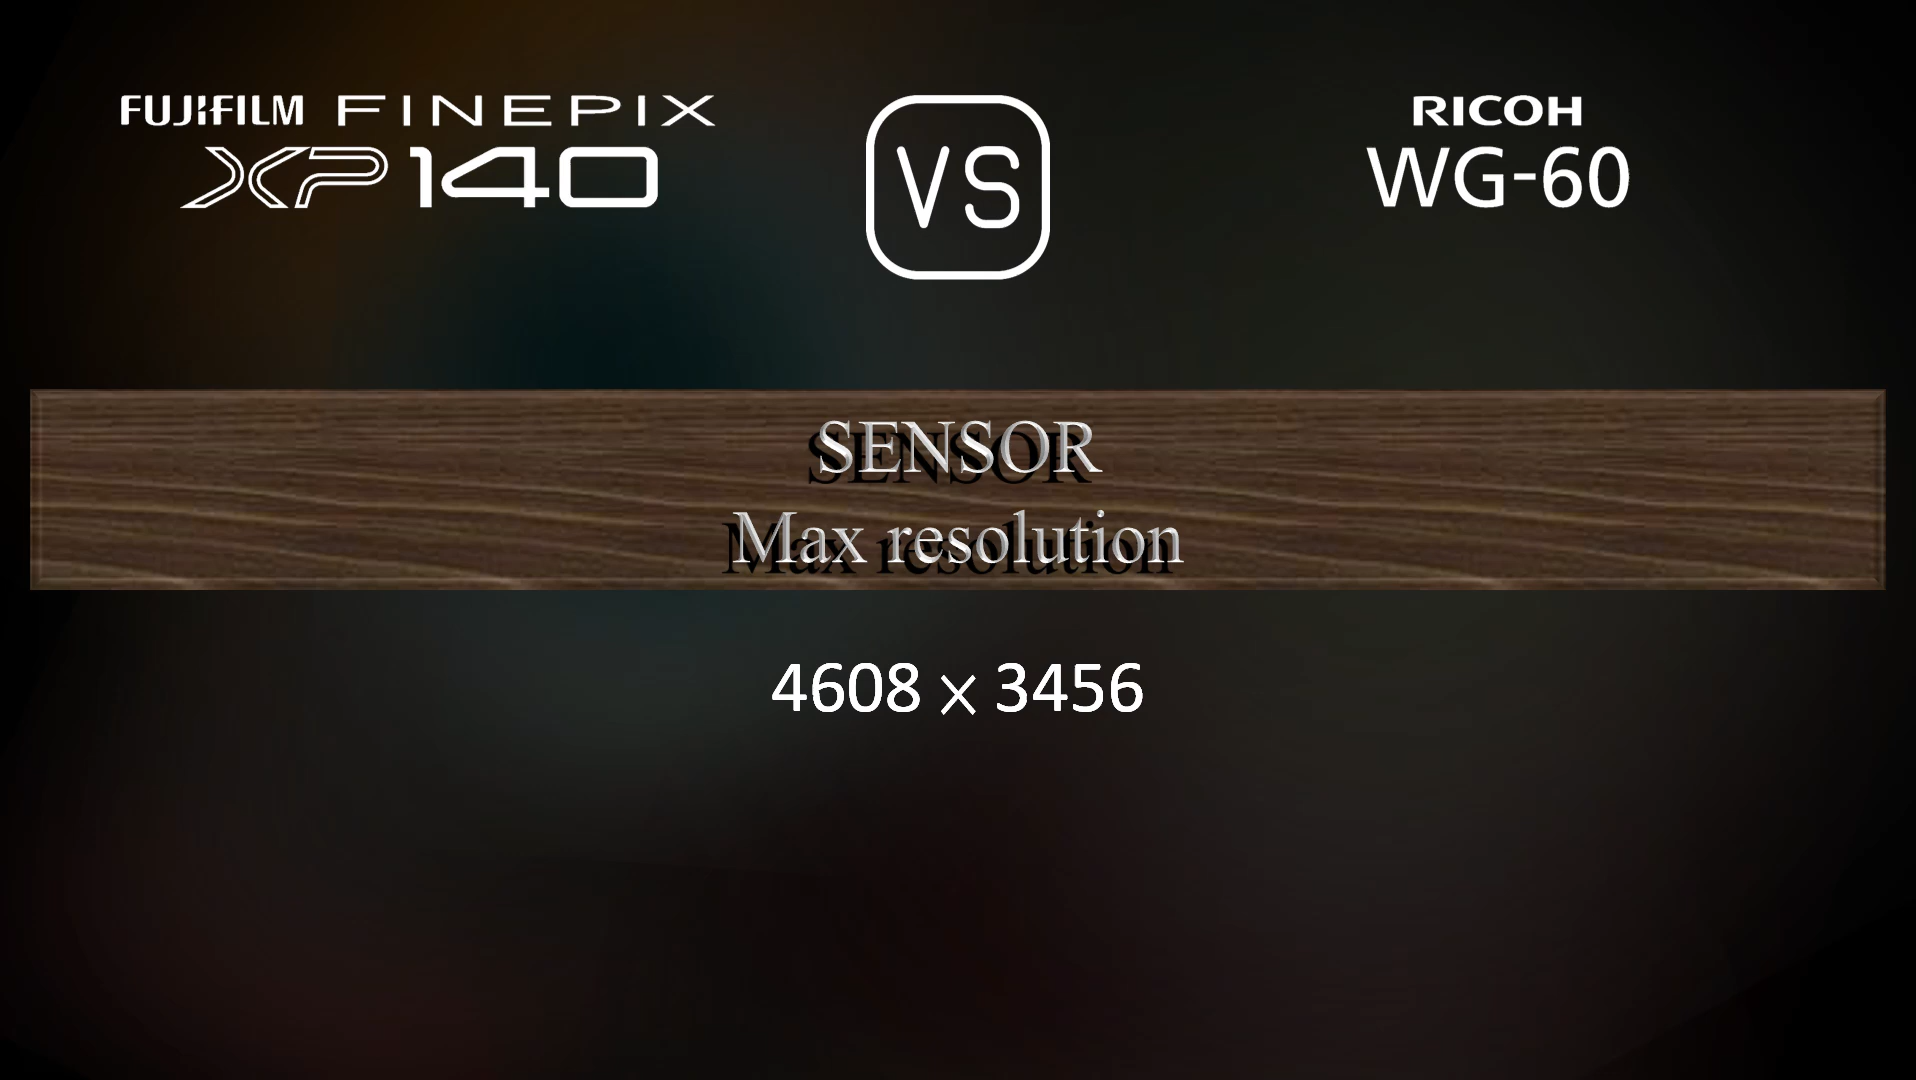 FUJIFILM FINEPIX
XP140
VS
RICOH
WG-60
SENSOR
Max resolution
4608 x 3456